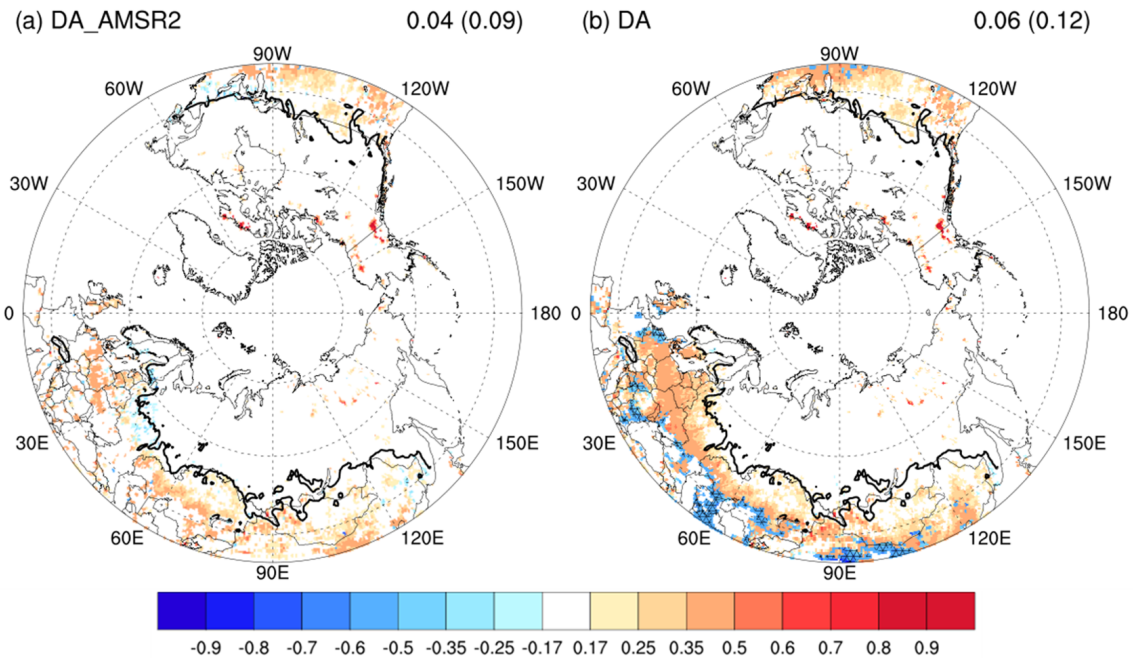 (a) DA_AMSR2 0.04 (0.09) (b) DA 0.06 (0.12)
90W 90W
60W 120W 60W 120W
30W 150W 30W 150W
0 180 0 180
30E 150E 30E 150E
60E 120E 60E 120E
90E 90E
-0.9 -0.8 -0.7 -0.6 -0.5 -0.35 -0.25 -0.17 0.17 0.25 0.35 0.5 0.6 0.7 0.8 0.9